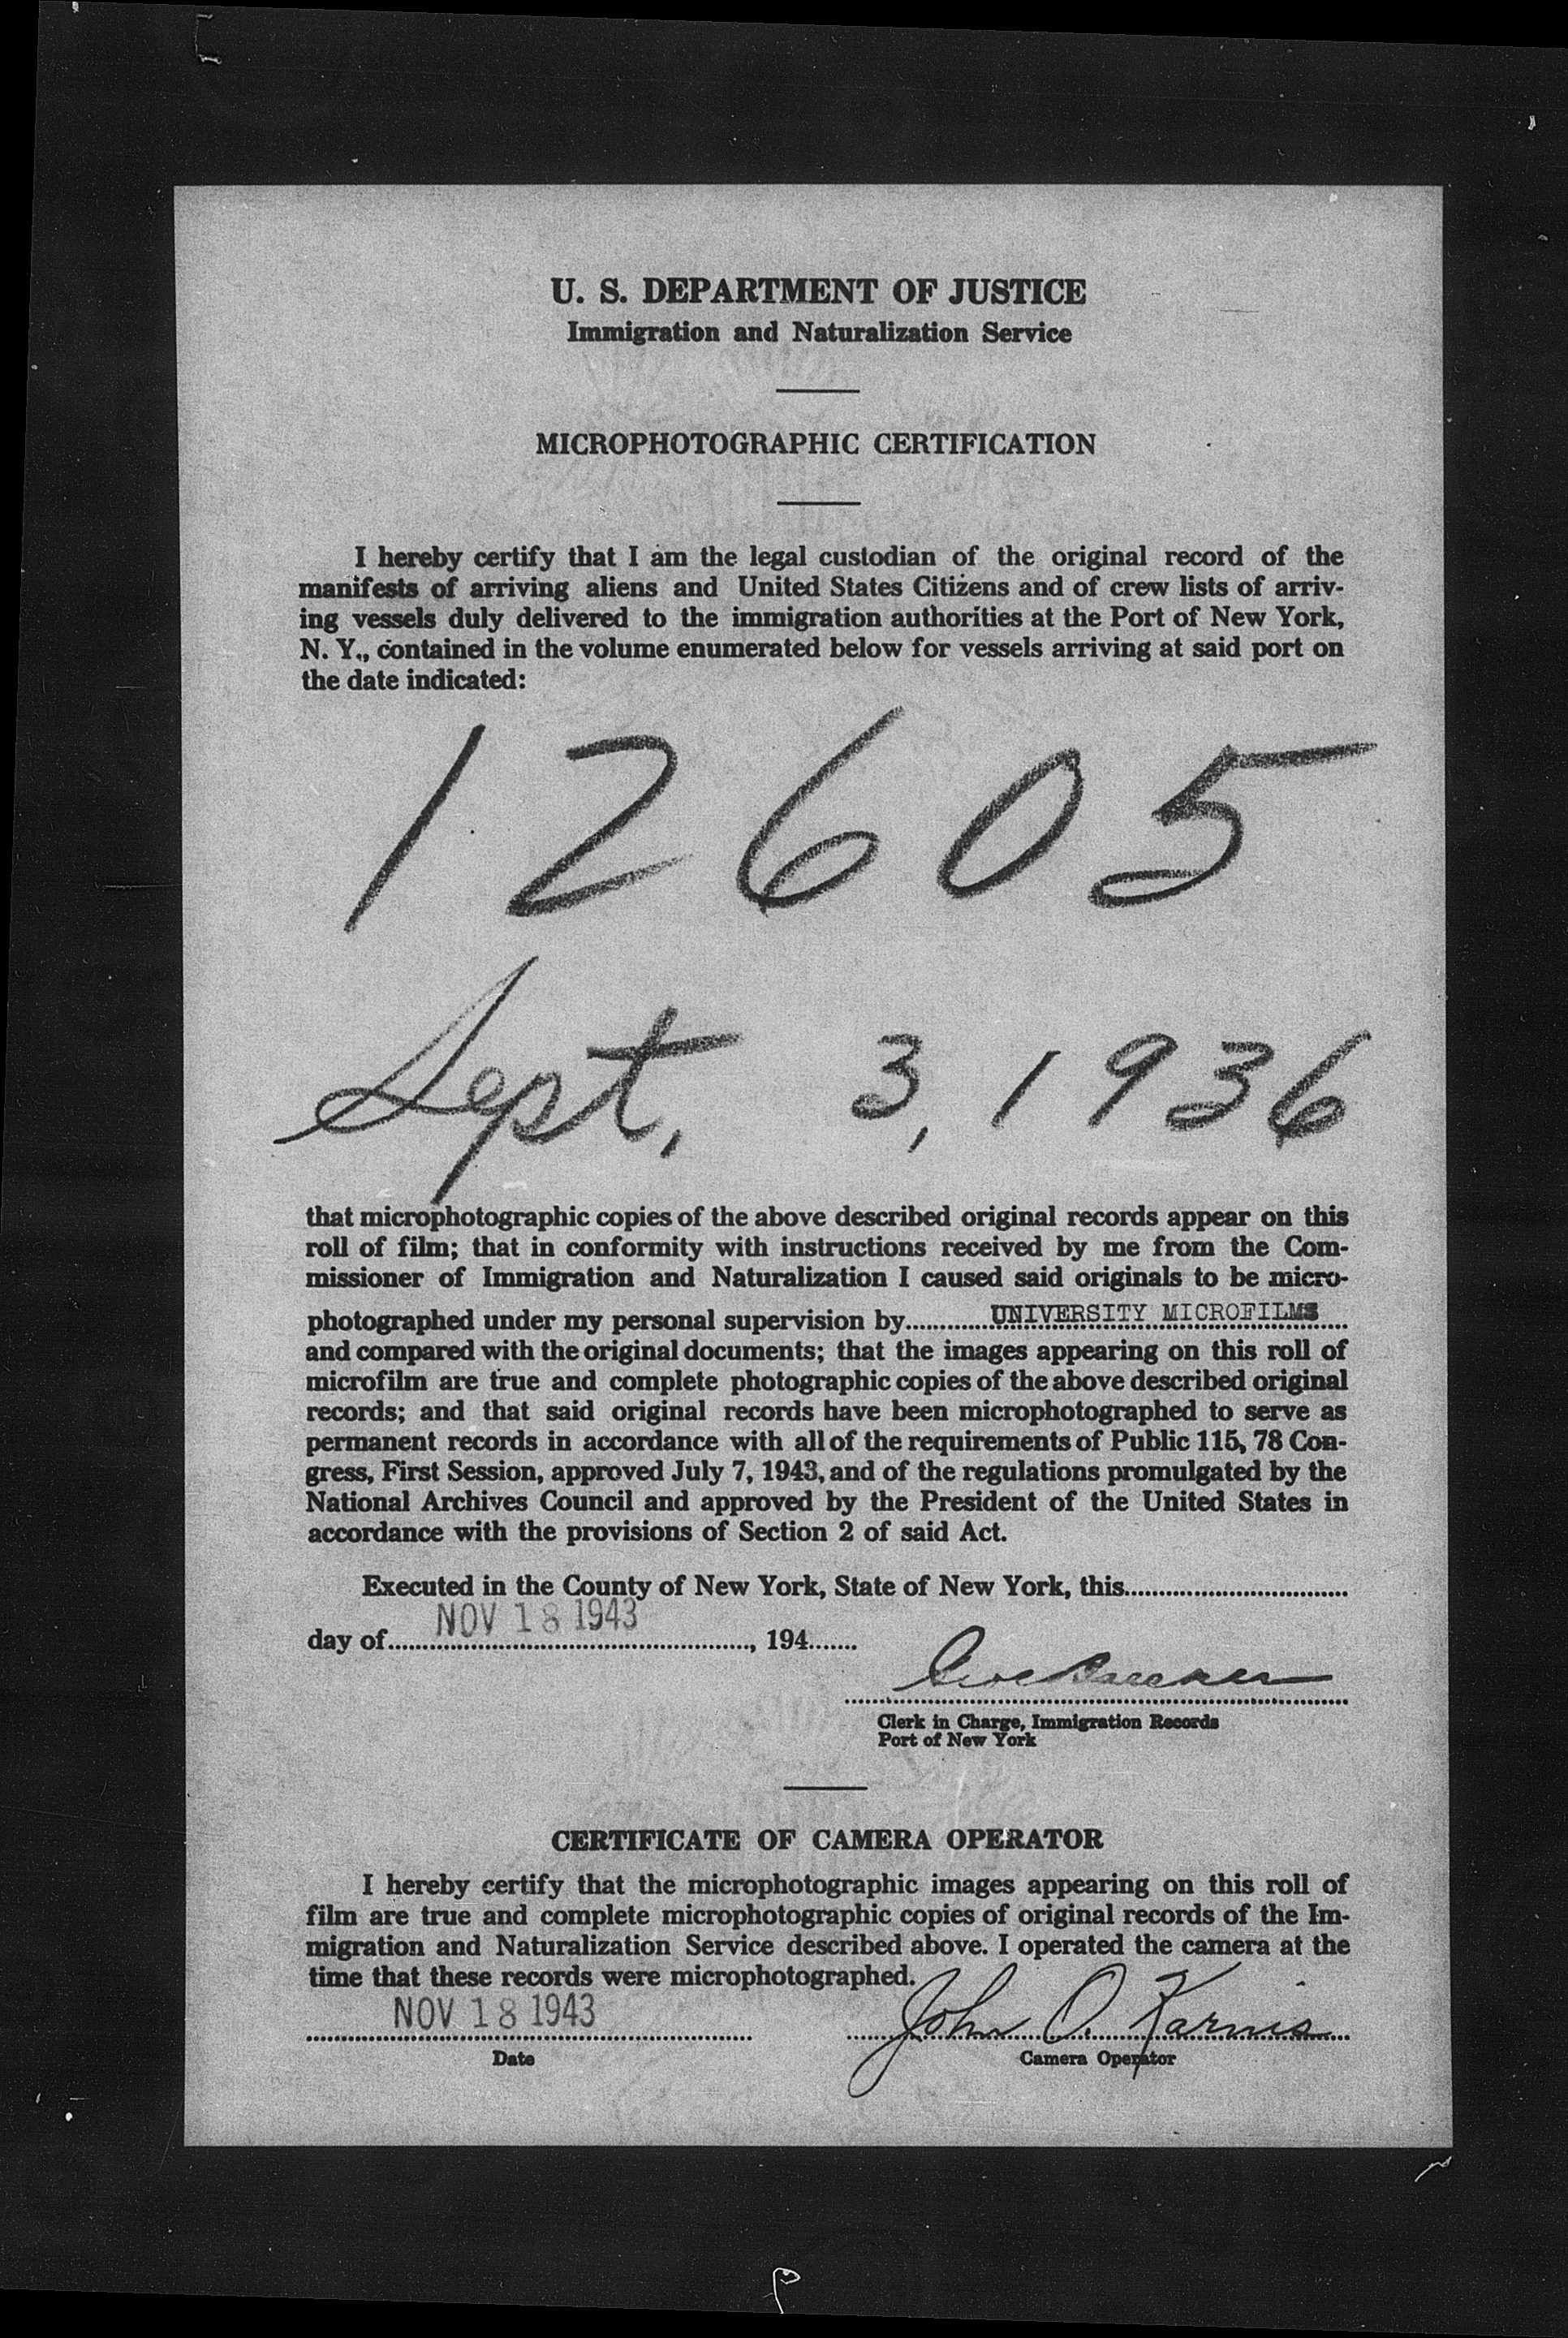 U. S. DEPARTMENT OF JUSTICE
Immigration and Naturalization Service
MICROPHOTOGRAPHIC CERTIFICATION
I hereby certify that I am the legal custodian of the original record of the
manifests of arriving aliens and United States Citizens and of crew lists of arriv-
ing vessels duly delivered to the immigration authorities at the Port of New York,
N. Y., contained in the volume enumerated below for vessels arriving at said port on
the date indicated:
12605
Sept. 3, 1936
that microphotographic copies of the above described original records appear on this
roll of film; that in conformity with instructions received by me from the Com-
missioner of Immigration and Naturalization I caused said originals to be micro-
photographed under my personal supervision by UNIVERSITY MICROFILMS
and compared with the original documents; that the images appearing on this roll of
microfilm are true and complete photographic copies of the above described original
records; and that said original records have been microphotographed to serve as
permanent records in accordance with all of the requirements of Public 115, 78 Con-
gress, First Session, approved July 7, 1943, and of the regulations promulgated by the
National Archives Council and approved by the President of the United States in
accordance with the provisions of Section 2 of said Act.
Executed in the County of New York, State of New York, this
day of NOV 18 1943, 194
Clerk in Charge, Immigration Records
Port of New York
CERTIFICATE OF CAMERA OPERATOR
I hereby certify that the microphotographic images appearing on this roll of
film are true and complete microphotographic copies of original records of the Im-
migration and Naturalization Service described above. I operated the camera at the
time that these records were microphotographed.
NOV 18 1943 John O. Karnis
Date Camera Operator